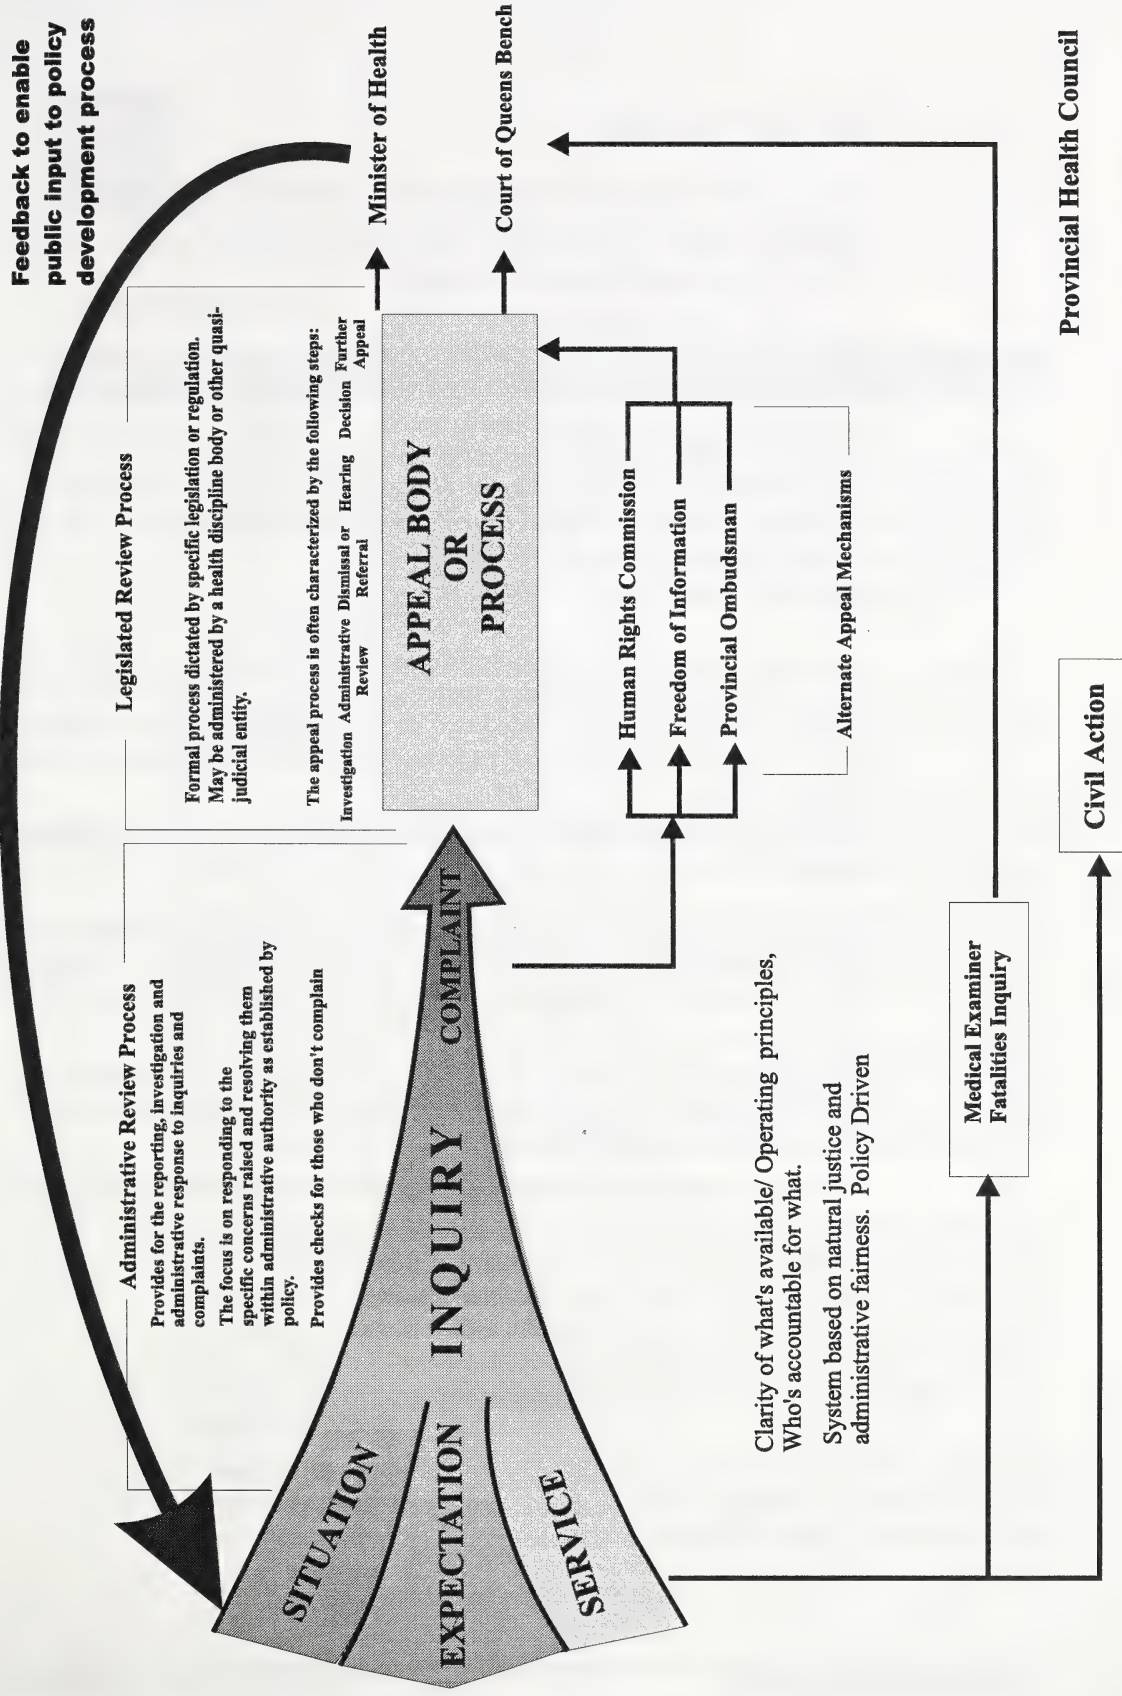 Feedback to enable
public input to policy
development process
Administrative Review Process
Provides for the reporting, investigation and
administrative response to inquiries and
complaints.
The focus is on responding to the
specific concerns raised and resolving them
within administrative authority as established by
policy.
Provides checks for those who don't complain
Legislated Review Process
Formal process dictated by specific legislation or regulation.
May be administered by a health discipline body or other quasi-
judicial entity.
The appeal process is often characterized by the following steps:
Investigation Administrative Dismissal or Hearing Decision Further
Review Referral Appeal
SITUATION
EXPECTATION
SERVICE
INQUIRY
COMPLAINT
APPEAL BODY
OR
PROCESS
Minister of Health
Court of Queens Bench
Human Rights Commission
Freedom of Information
Provincial Ombudsman
Alternate Appeal Mechanisms
Clarity of what's available/ Operating principles,
Who's accountable for what.
System based on natural justice and
administrative fairness. Policy Driven
Medical Examiner
Fatalities Inquiry
Civil Action
Provincial Health Council